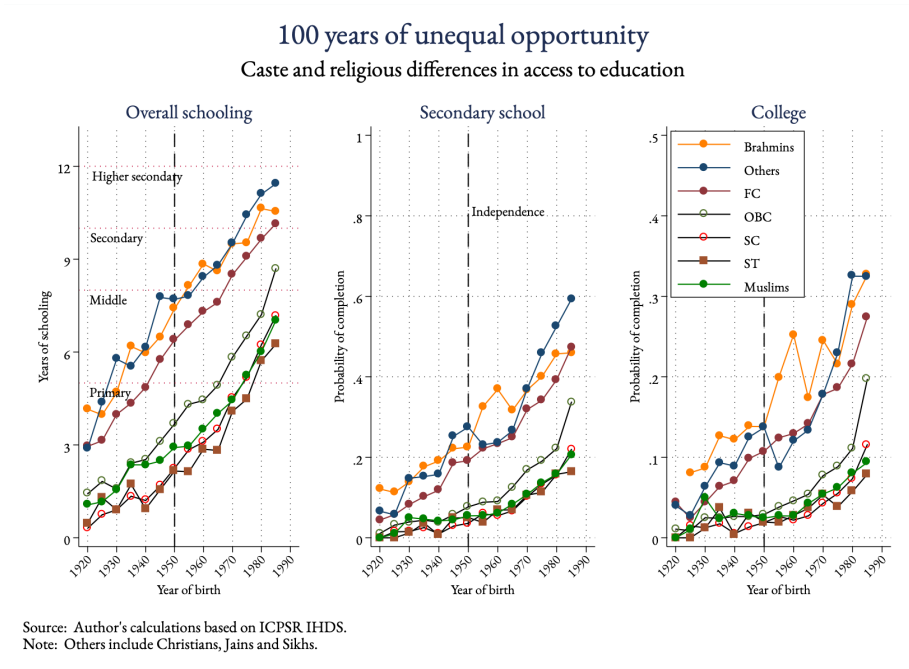 100 years of unequal opportunity
Caste and religious differences in access to education
Overall schooling
Years of schooling
12
9
6
3
0
Higher secondary
Secondary
Middle
Primary
1920 1930 1940 1950 1960 1970 1980 1990
Year of birth
Secondary school
Probability of completion
1
.8
.6
.4
.2
0
Independence
1920 1930 1940 1950 1960 1970 1980 1990
Year of birth
College
Probability of completion
.5
.4
.3
.2
.1
0
Brahmins
Others
FC
OBC
SC
ST
Muslims
1920 1930 1940 1950 1960 1970 1980 1990
Year of birth
Source: Author's calculations based on ICPSR IHDS.
Note: Others include Christians, Jains and Sikhs.